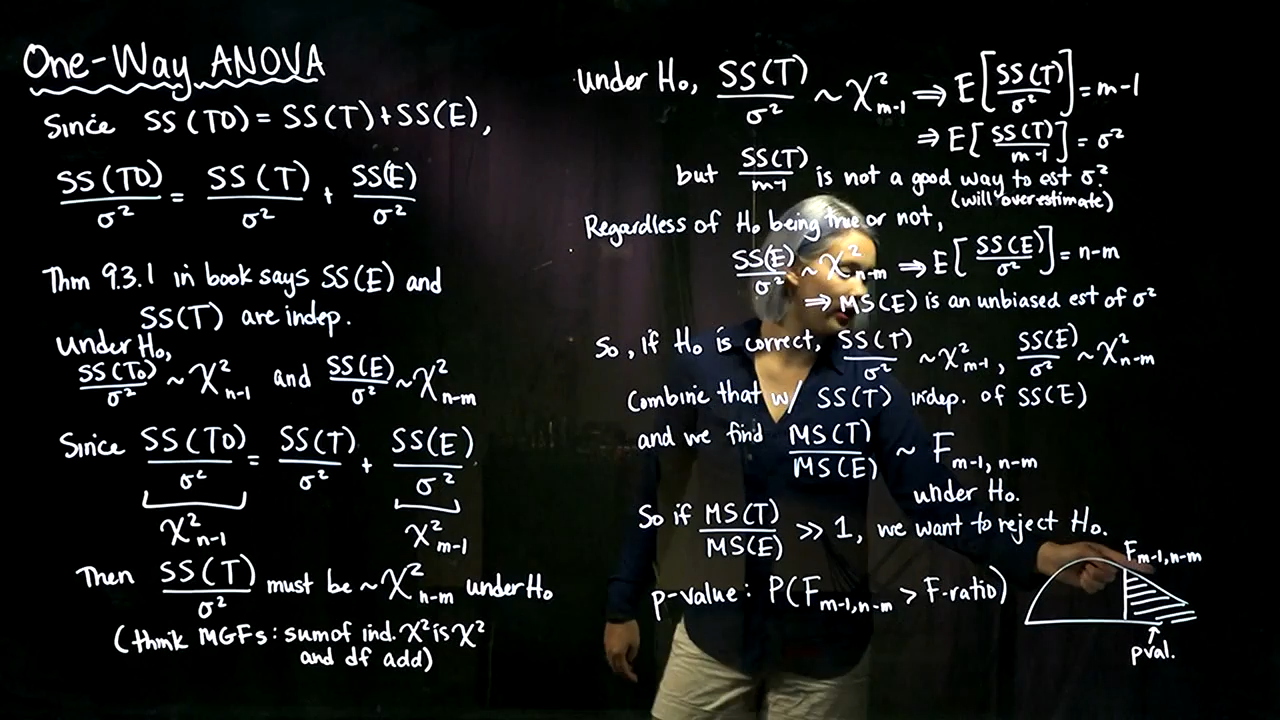 One-Way ANOVA
Since SS(TO) = SS(T) + SS(E),
SS(TO)/σ² = SS(T)/σ² + SS(E)/σ²
Thm 9.3.1 in book says SS(E) and
SS(T) are indep.
Under H₀,
SS(TO)/σ² ~ χ²ₙ₋₁ and SS(E)/σ² ~ χ²ₙ₋ₘ
Since SS(TO)/σ² = SS(T)/σ² + SS(E)/σ²
χ²ₙ₋₁ χ²ₘ₋₁
Then SS(T)/σ² must be ~ χ²ₙ₋ₘ under H₀
(think MGFs: sum of ind. χ² is χ²
and df add)
under H₀, SS(T)/σ² ~ χ²ₘ₋₁ ⇒ E[SS(T)/σ²] = m-1
⇒ E[SS(T)/m-1] = σ²
but SS(T)/m-1 is not a good way to est σ².
(will overestimate)
Regardless of H₀ being true or not,
SS(E)/σ² ~ χ²ₙ₋ₘ ⇒ E[SS(E)/σ²] = n-m
⇒ MS(E) is an unbiased est of σ²
So, if H₀ is correct, SS(T)/σ² ~ χ²ₘ₋₁, SS(E)/σ² ~ χ²ₙ₋ₘ
Combine that w/ SS(T) indep. of SS(E)
and we find MS(T)/MS(E) ~ Fₘ₋₁, ₙ₋ₘ
under H₀.
So if MS(T)/MS(E) >> 1, we want to reject H₀.
p-value: P(Fₘ₋₁,ₙ₋ₘ > F-ratio)
Fₘ₋₁,ₙ₋ₘ
pval.